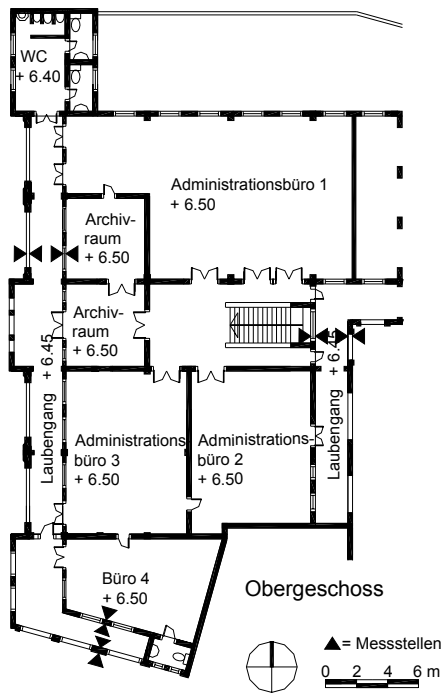 WC
+ 6.40
Administrationsbüro 1
+ 6.50
Archiv-
raum
+ 6.50
Archiv-
raum
+ 6.50
Laubengang + 6.45
Laubengang + 6.45
Administrations-
büro 3
+ 6.50
Administrations-
büro 2
+ 6.50
Büro 4
+ 6.50
Obergeschoss
= Messstellen
0 2 4 6 m